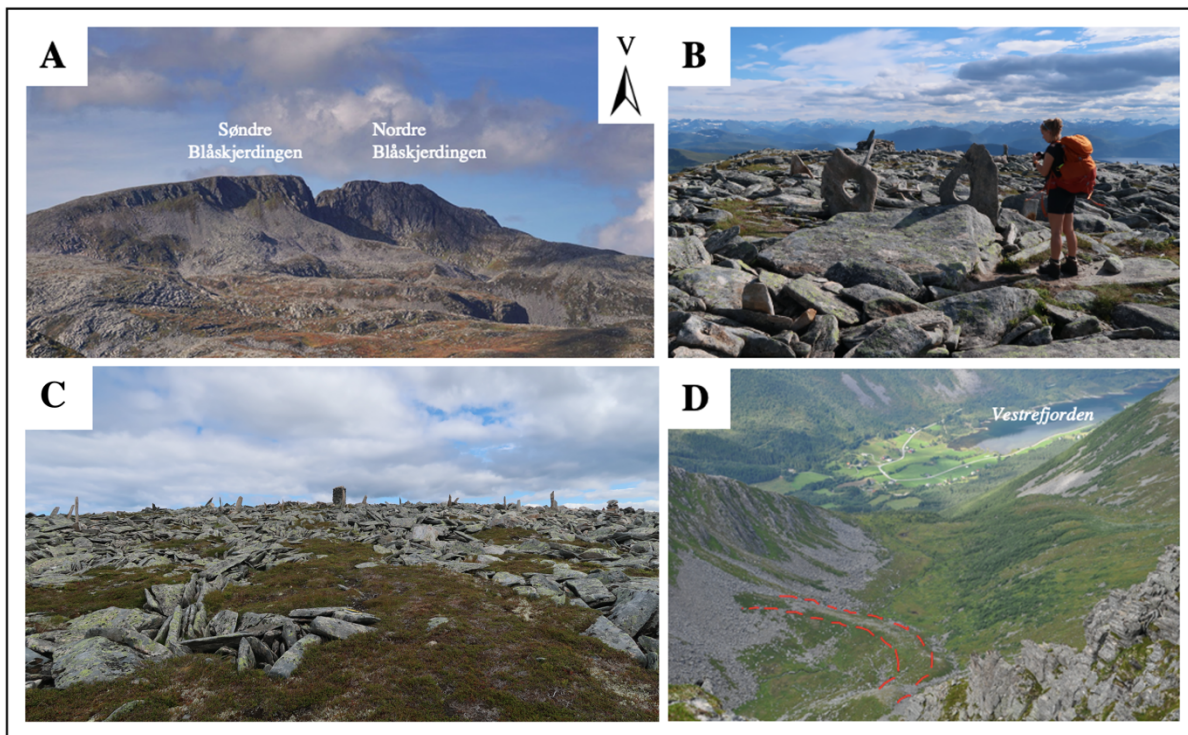 A
V
B
Søndre
Blåskjerdingen
Nordre
Blåskjerdingen
C
D
Vestrefjorden